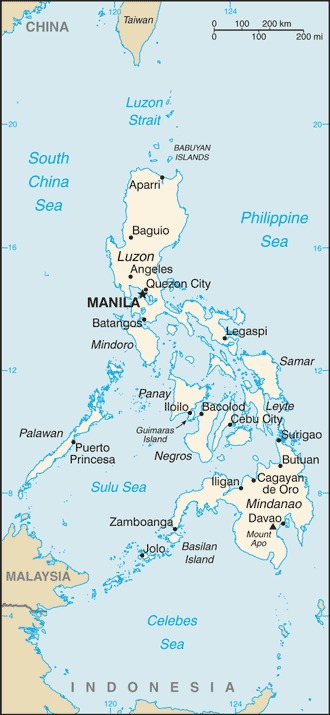 120
124
Taiwan
CHINA
0 100 200 km
0 100 200 mi
Luzon
Strait
20
20
BABUYAN
ISLANDS
South
China
Sea
Aparri
Philippine
Sea
Baguio
16
16
Luzon
Angeles
Quezon City
MANILA
Batangas
Mindoro
Legaspi
Samar
12
12
Panay
Iloilo
Bacolod
Leyte
Cebu City
Guimaras
Island
Palawan
Puerto
Princesa
Negros
Surigao
Butuan
Sulu Sea
Iligan
Cagayan
de Oro
8
8
Mindanao
Davao
Zamboanga
Mount
Apo
Jolo
Basilan
Island
MALAYSIA
4
4
Celebes
Sea
INDONESIA
120
124